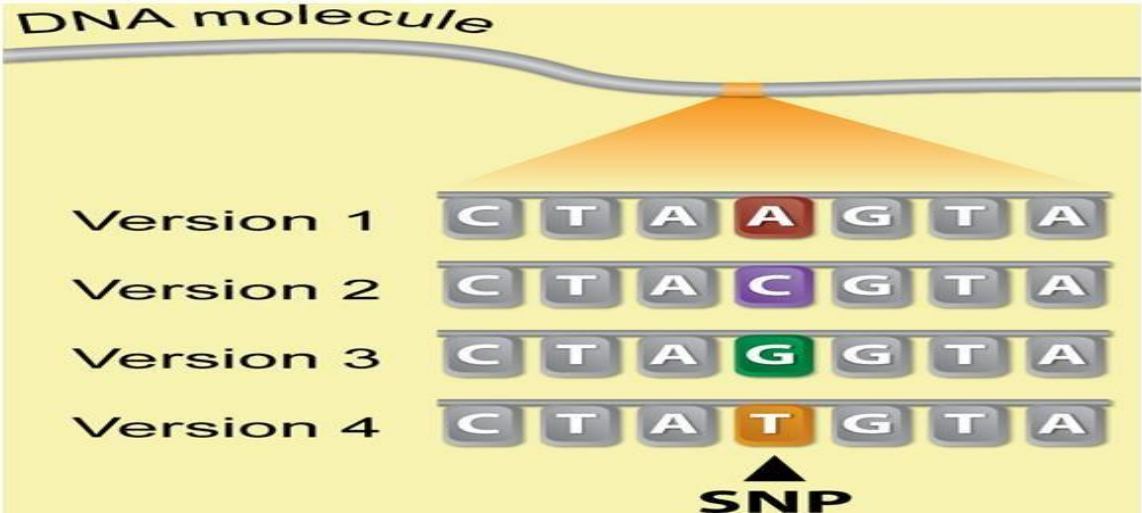 DNA molecule
Version 1 C T A A G T A
Version 2 C T A C G T A
Version 3 C T A G G T A
Version 4 C T A T G T A
SNP